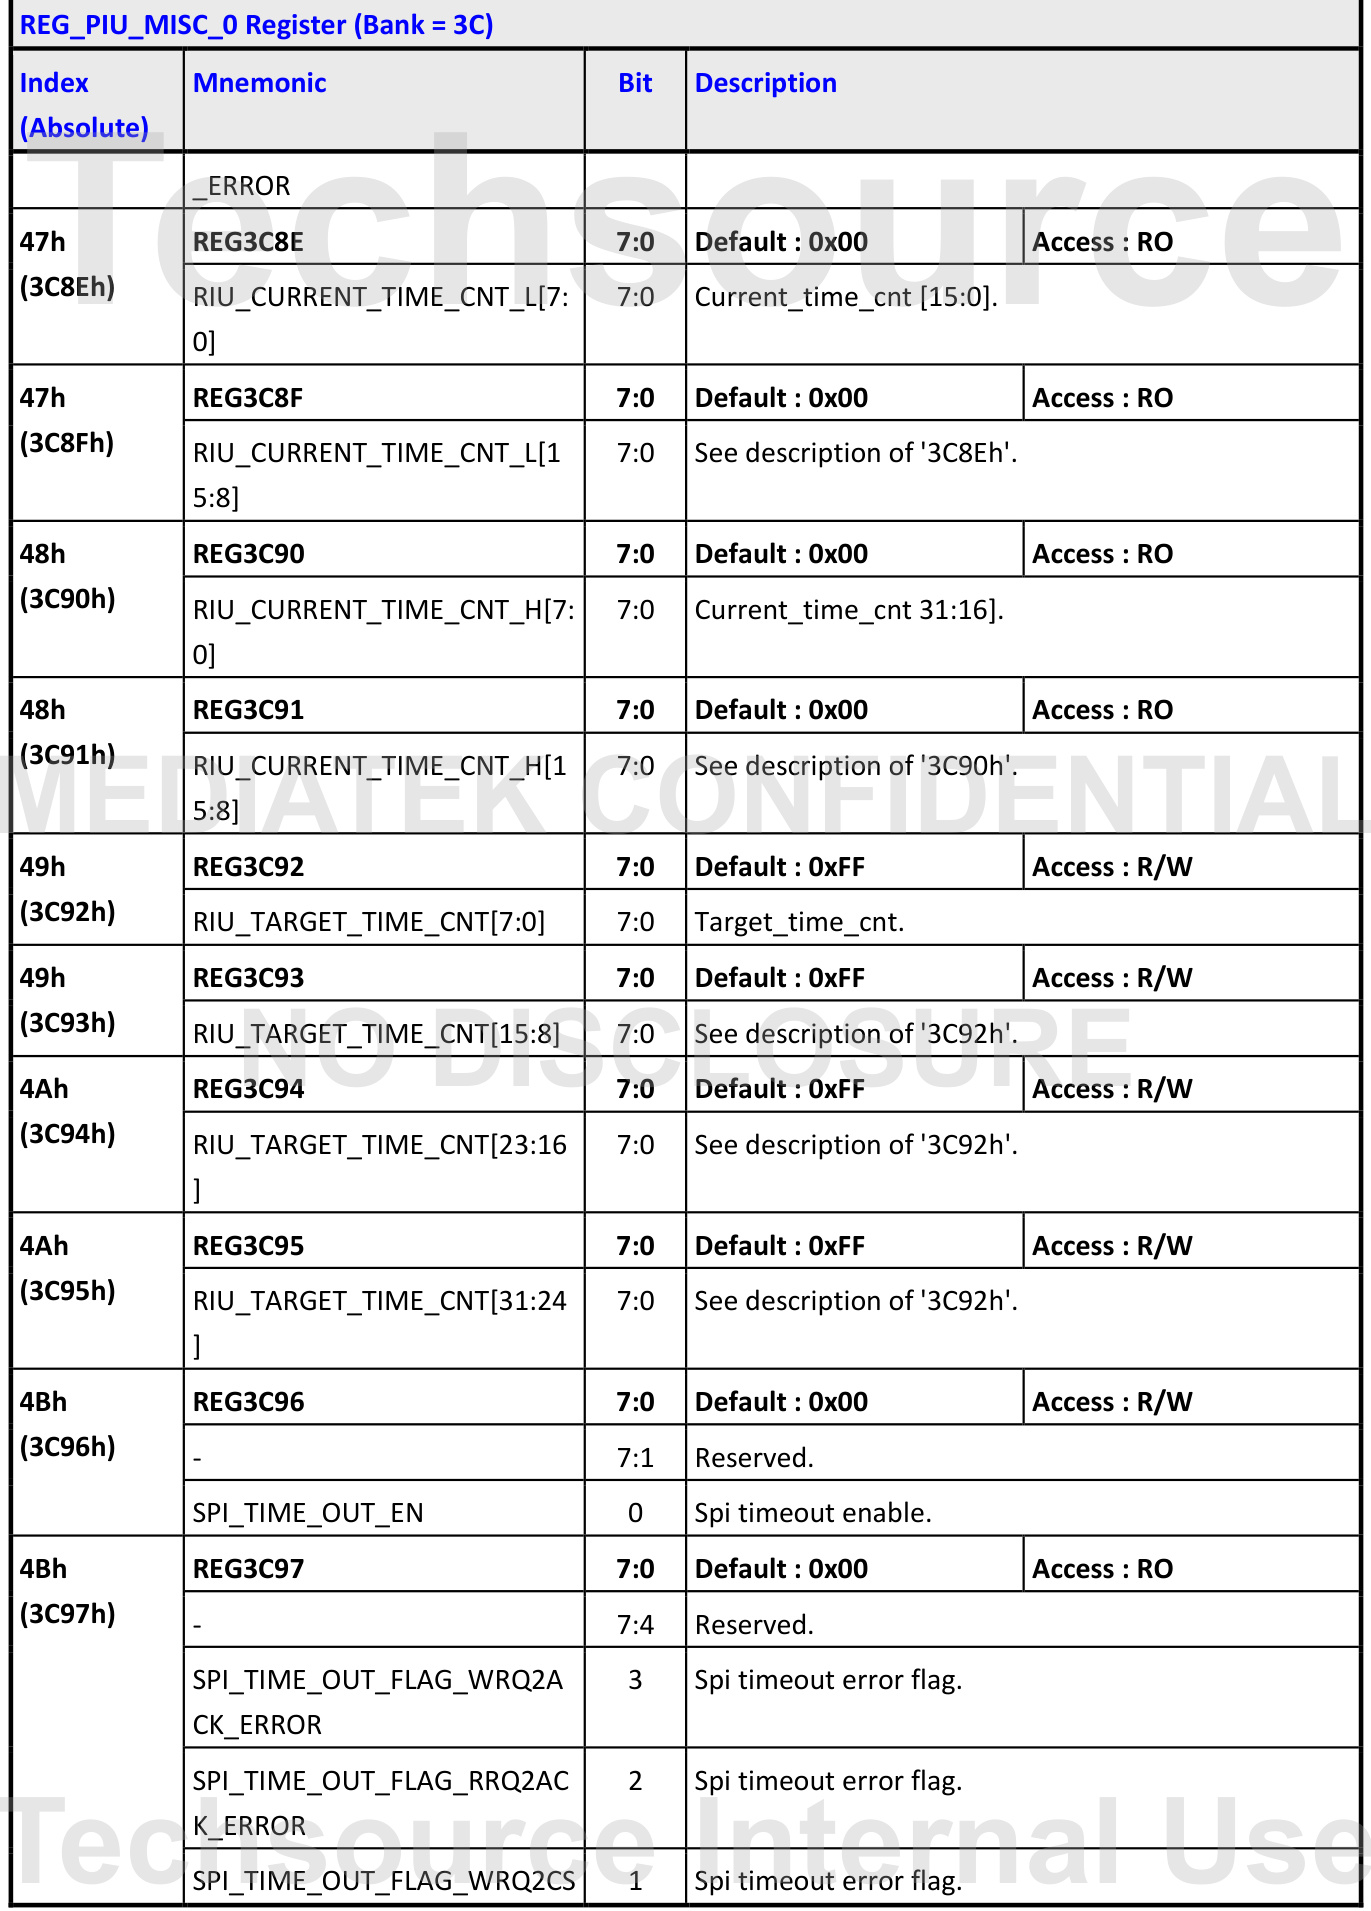 REG_PIU_MISC_0 Register (Bank = 3C)
Index Mnemonic Bit Description
(Absolute)
_ERROR
47h REG3C8E 7:0 Default : 0x00 Access : RO
(3C8Eh) RIU_CURRENT_TIME_CNT_L[7: 7:0 Current_time_cnt [15:0].
0]
47h REG3C8F 7:0 Default : 0x00 Access : RO
(3C8Fh) RIU_CURRENT_TIME_CNT_L[1 7:0 See description of '3C8Eh'.
5:8]
48h REG3C90 7:0 Default : 0x00 Access : RO
(3C90h) RIU_CURRENT_TIME_CNT_H[7: 7:0 Current_time_cnt 31:16].
0]
48h REG3C91 7:0 Default : 0x00 Access : RO
(3C91h) RIU_CURRENT_TIME_CNT_H[1 7:0 See description of '3C90h'.
5:8]
49h REG3C92 7:0 Default : 0xFF Access : R/W
(3C92h) RIU_TARGET_TIME_CNT[7:0] 7:0 Target_time_cnt.
49h REG3C93 7:0 Default : 0xFF Access : R/W
(3C93h) RIU_TARGET_TIME_CNT[15:8] 7:0 See description of '3C92h'.
4Ah REG3C94 7:0 Default : 0xFF Access : R/W
(3C94h) RIU_TARGET_TIME_CNT[23:16 7:0 See description of '3C92h'.
]
4Ah REG3C95 7:0 Default : 0xFF Access : R/W
(3C95h) RIU_TARGET_TIME_CNT[31:24 7:0 See description of '3C92h'.
]
4Bh REG3C96 7:0 Default : 0x00 Access : R/W
(3C96h) - 7:1 Reserved.
SPI_TIME_OUT_EN 0 Spi timeout enable.
4Bh REG3C97 7:0 Default : 0x00 Access : RO
(3C97h) - 7:4 Reserved.
SPI_TIME_OUT_FLAG_WRQ2A 3 Spi timeout error flag.
CK_ERROR
SPI_TIME_OUT_FLAG_RRQ2AC 2 Spi timeout error flag.
K_ERROR
SPI_TIME_OUT_FLAG_WRQ2CS 1 Spi timeout error flag.
Techsource
MEDIATEK CONFIDENTIAL
NO DISCLOSURE
Techsource Internal Use